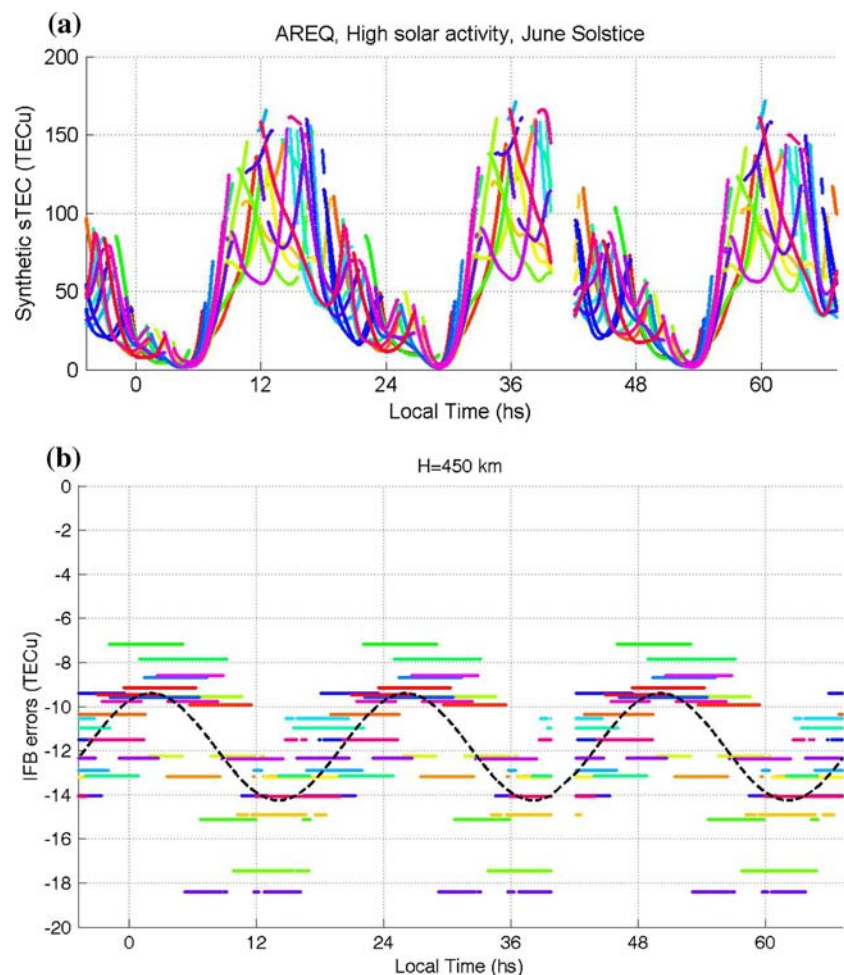 (a)
AREQ, High solar activity, June Solstice
Synthetic sTEC (TECu)
200
150
100
50
0
0 12 24 36 48 60
Local Time (hs)
(b)
H=450 km
IFB errors (TECu)
0
-2
-4
-6
-8
-10
-12
-14
-16
-18
-20
0 12 24 36 48 60
Local Time (hs)